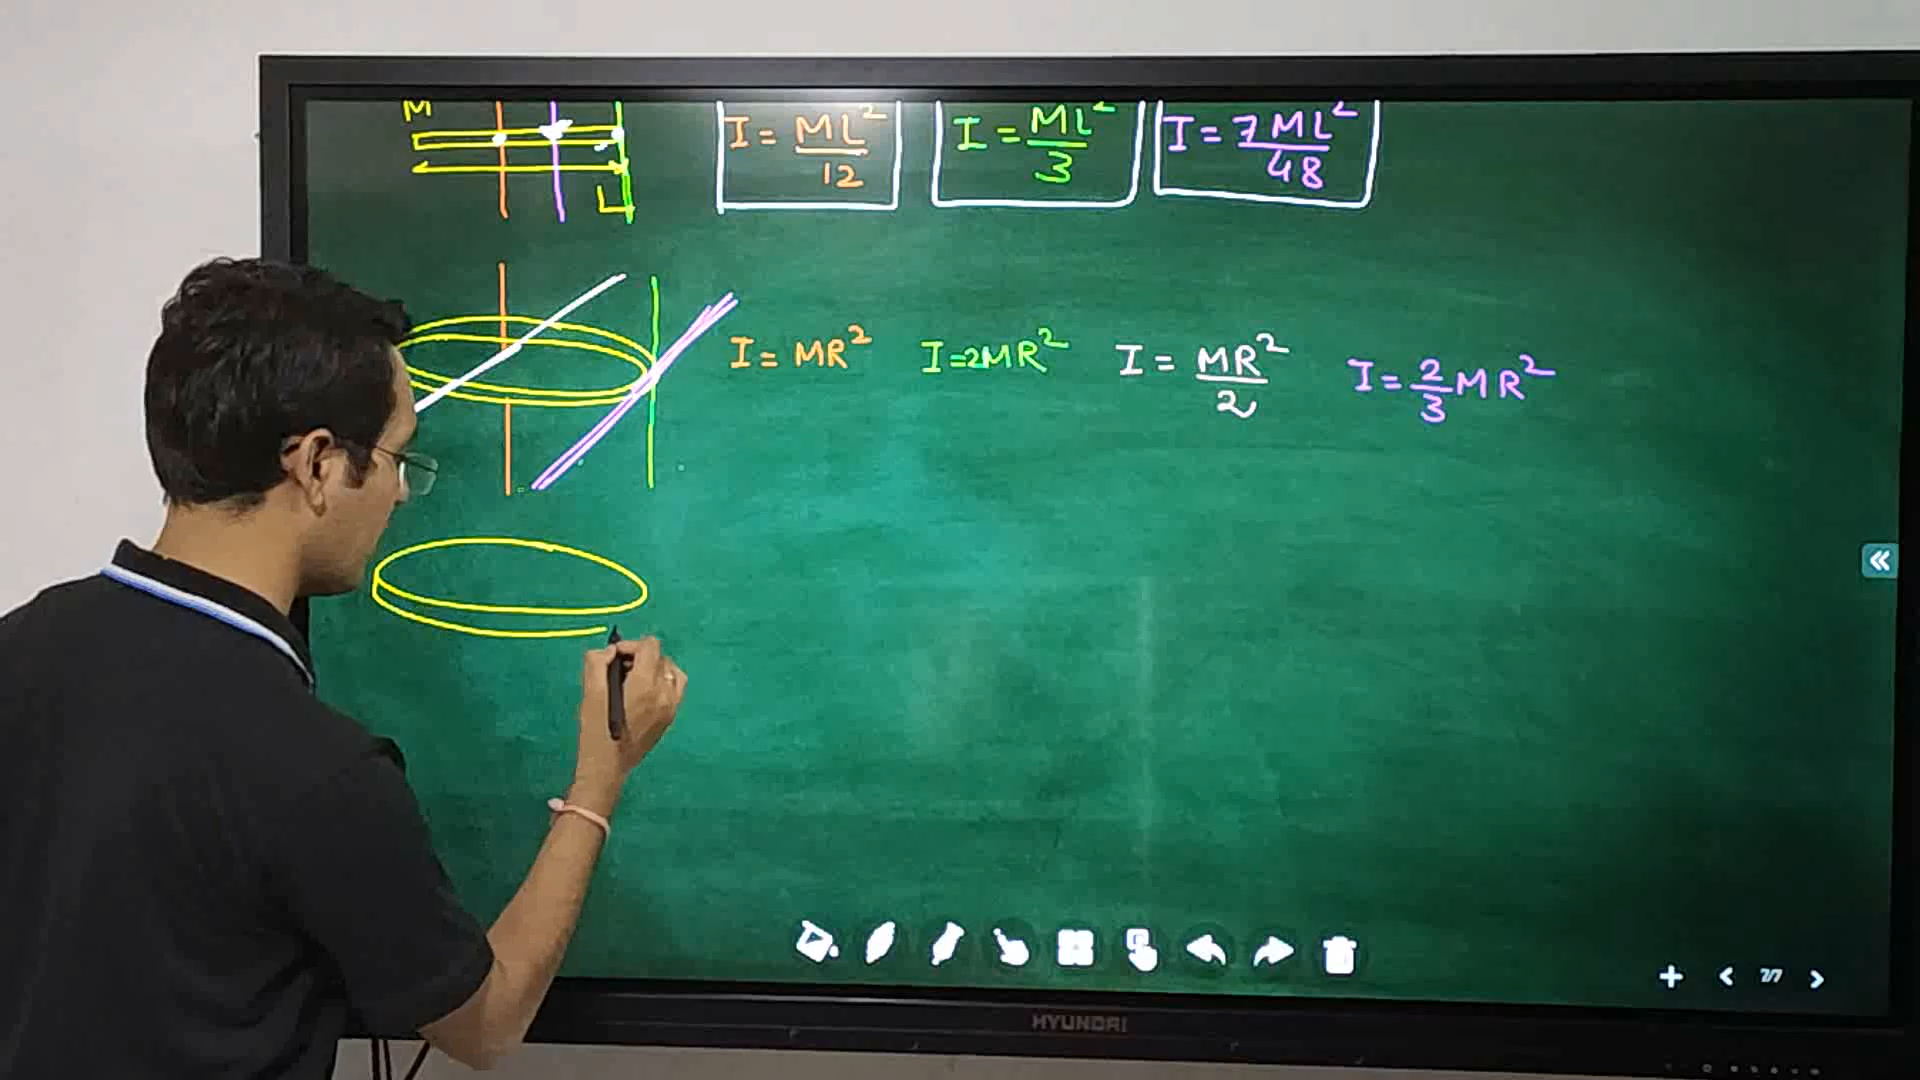 M
L
I = ML²/12
I = ML²/3
I = 7ML²/48
I = MR²
I = 2MR²
I = MR²/2
I = 2/3 MR²
7/7
HYUNDAI